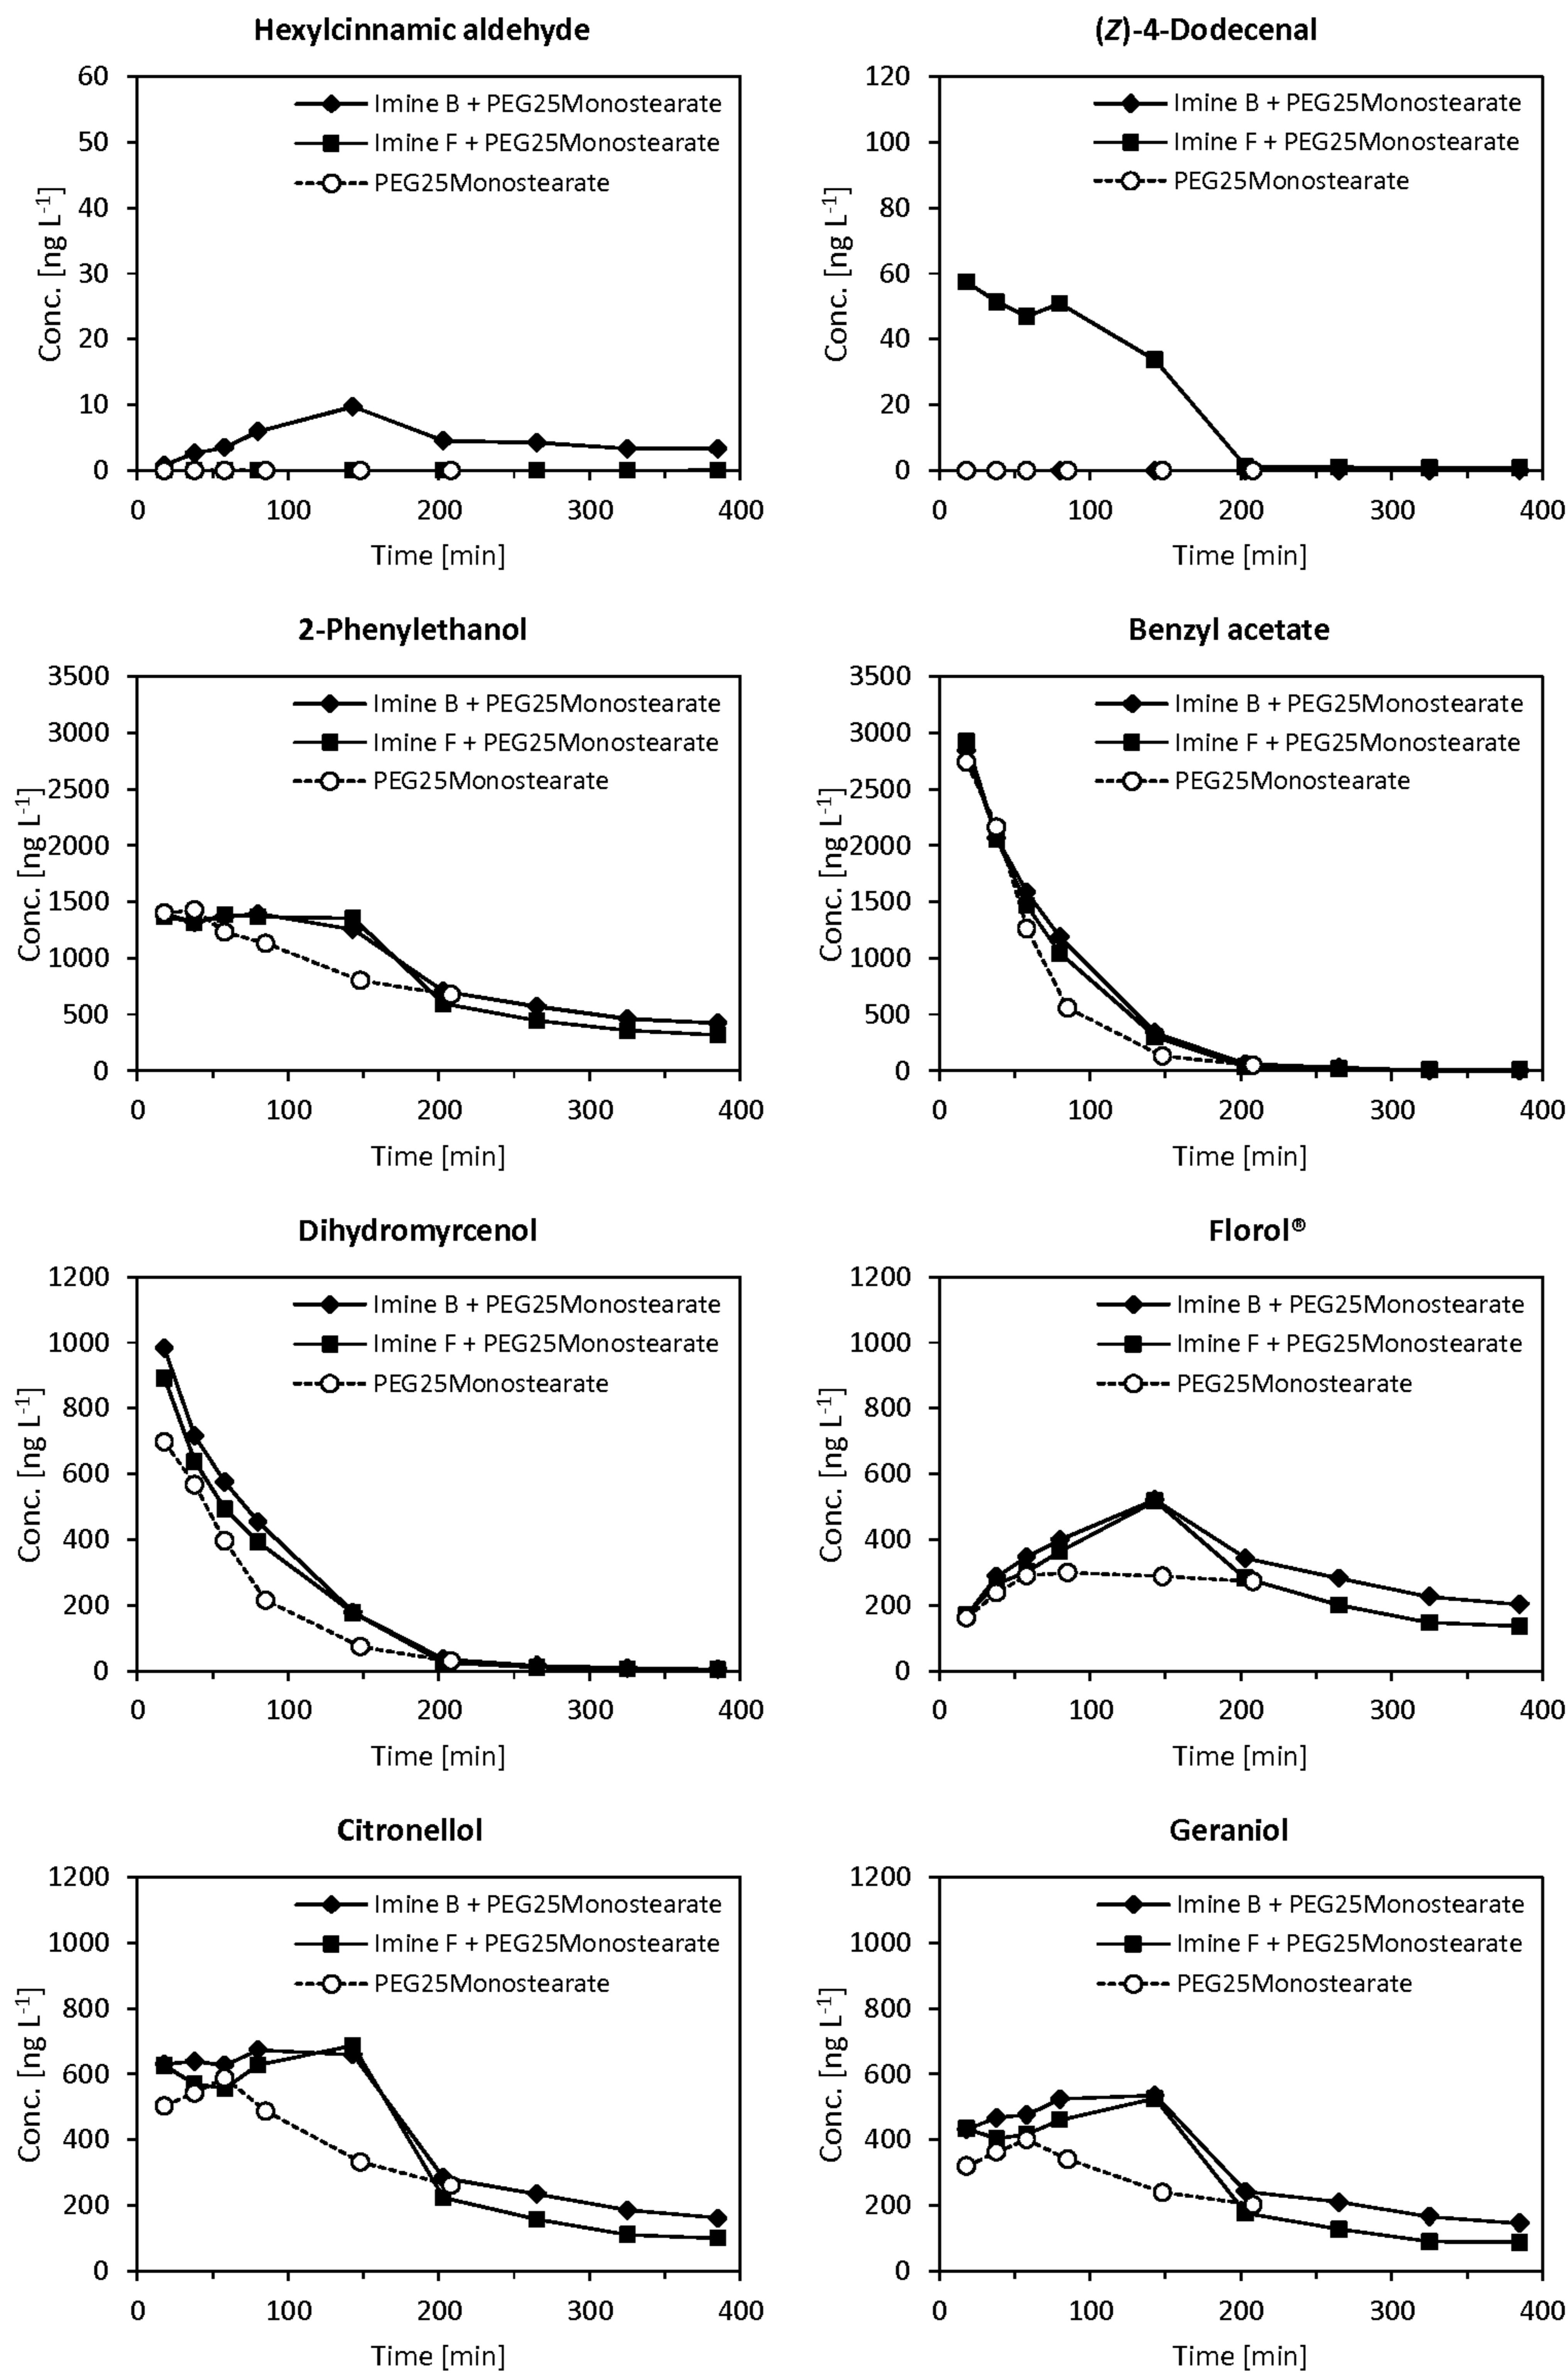 Hexylcinnamic aldehyde
60
50
40
30
20
10
0
Conc. [ng L-1]
Imine B + PEG25Monostearate
Imine F + PEG25Monostearate
PEG25Monostearate
0 100 200 300 400
Time [min]
(Z)-4-Dodecenal
120
100
80
60
40
20
0
Conc. [ng L-1]
Imine B + PEG25Monostearate
Imine F + PEG25Monostearate
PEG25Monostearate
0 100 200 300 400
Time [min]
2-Phenylethanol
3500
3000
2500
2000
1500
1000
500
0
Conc. [ng L-1]
Imine B + PEG25Monostearate
Imine F + PEG25Monostearate
PEG25Monostearate
0 100 200 300 400
Time [min]
Benzyl acetate
3500
3000
2500
2000
1500
1000
500
0
Conc. [ng L-1]
Imine B + PEG25Monostearate
Imine F + PEG25Monostearate
PEG25Monostearate
0 100 200 300 400
Time [min]
Dihydromyrcenol
1200
1000
800
600
400
200
0
Conc. [ng L-1]
Imine B + PEG25Monostearate
Imine F + PEG25Monostearate
PEG25Monostearate
0 100 200 300 400
Time [min]
Florol®
1200
1000
800
600
400
200
0
Conc. [ng L-1]
Imine B + PEG25Monostearate
Imine F + PEG25Monostearate
PEG25Monostearate
0 100 200 300 400
Time [min]
Citronellol
1200
1000
800
600
400
200
0
Conc. [ng L-1]
Imine B + PEG25Monostearate
Imine F + PEG25Monostearate
PEG25Monostearate
0 100 200 300 400
Time [min]
Geraniol
1200
1000
800
600
400
200
0
Conc. [ng L-1]
Imine B + PEG25Monostearate
Imine F + PEG25Monostearate
PEG25Monostearate
0 100 200 300 400
Time [min]